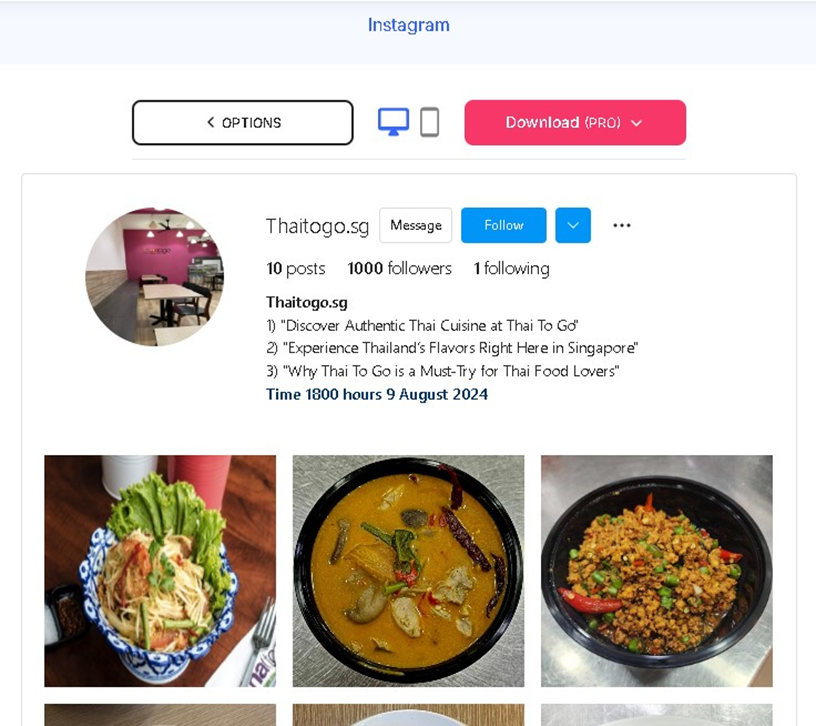 Instagram
< OPTIONS
Download (PRO)
Thaitogo.sg Message Follow
10 posts 1000 followers 1 following
Thaitogo.sg
1) "Discover Authentic Thai Cuisine at Thai To Go"
2) "Experience Thailand's Flavors Right Here in Singapore"
3) "Why Thai To Go is a Must-Try for Thai Food Lovers"
Time 1800 hours 9 August 2024